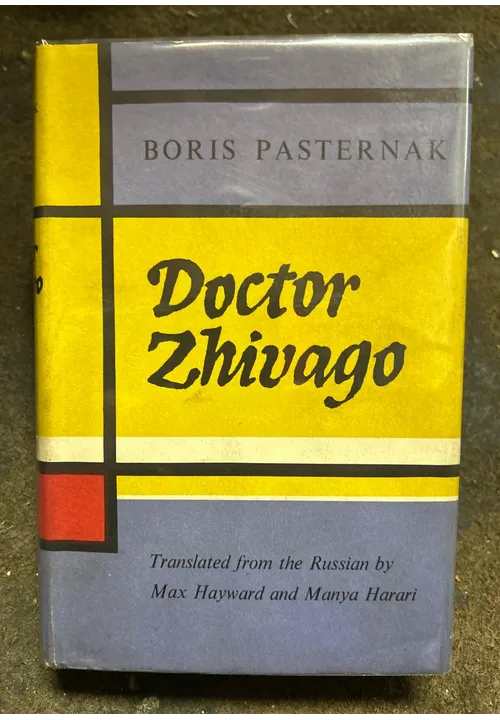 BORIS PASTERNAK
Doctor
Zhivago
Translated from the Russian by
Max Hayward and Manya Harari